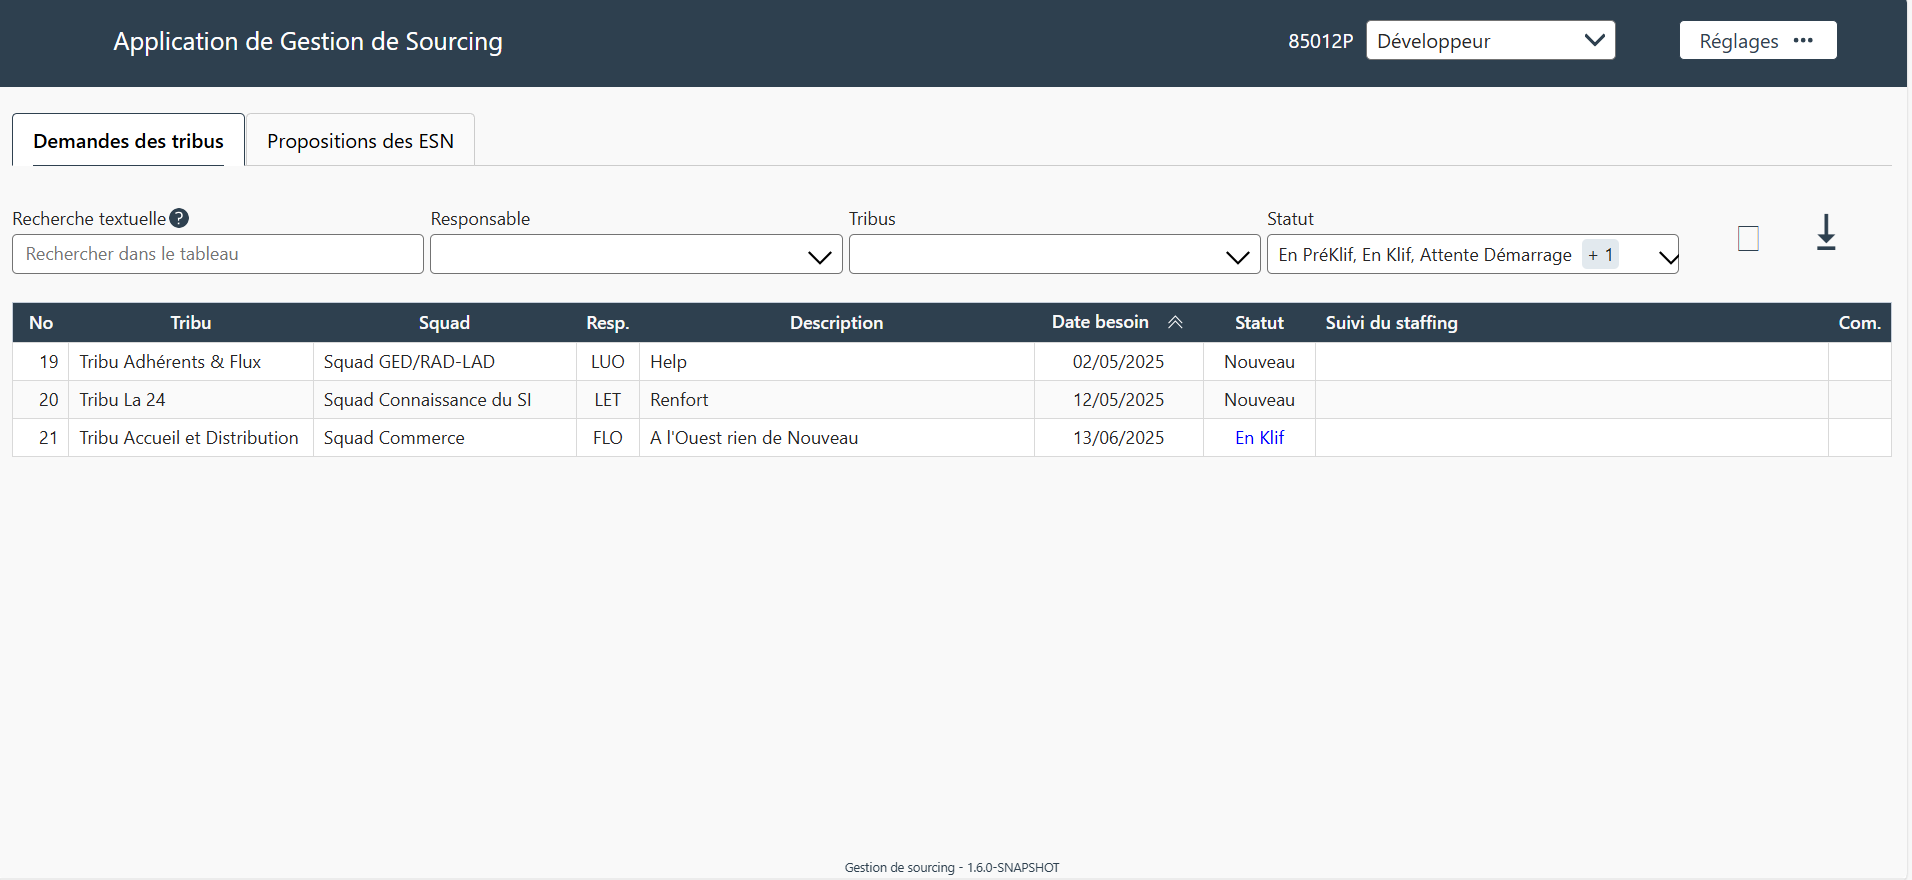 Application de Gestion de Sourcing
85012P Développeur Réglages ...
Demandes des tribus Propositions des ESN
Recherche textuelle ? Responsable Tribus Statut
Rechercher dans le tableau En PréKlif, En Klif, Attente Démarrage + 1
No Tribu Squad Resp. Description Date besoin Statut Suivi du staffing Com.
19 Tribu Adhérents & Flux Squad GED/RAD-LAD LUO Help 02/05/2025 Nouveau
20 Tribu La 24 Squad Connaissance du SI LET Renfort 12/05/2025 Nouveau
21 Tribu Accueil et Distribution Squad Commerce FLO A l'Ouest rien de Nouveau 13/06/2025 En Klif
Gestion de sourcing - 1.6.0-SNAPSHOT